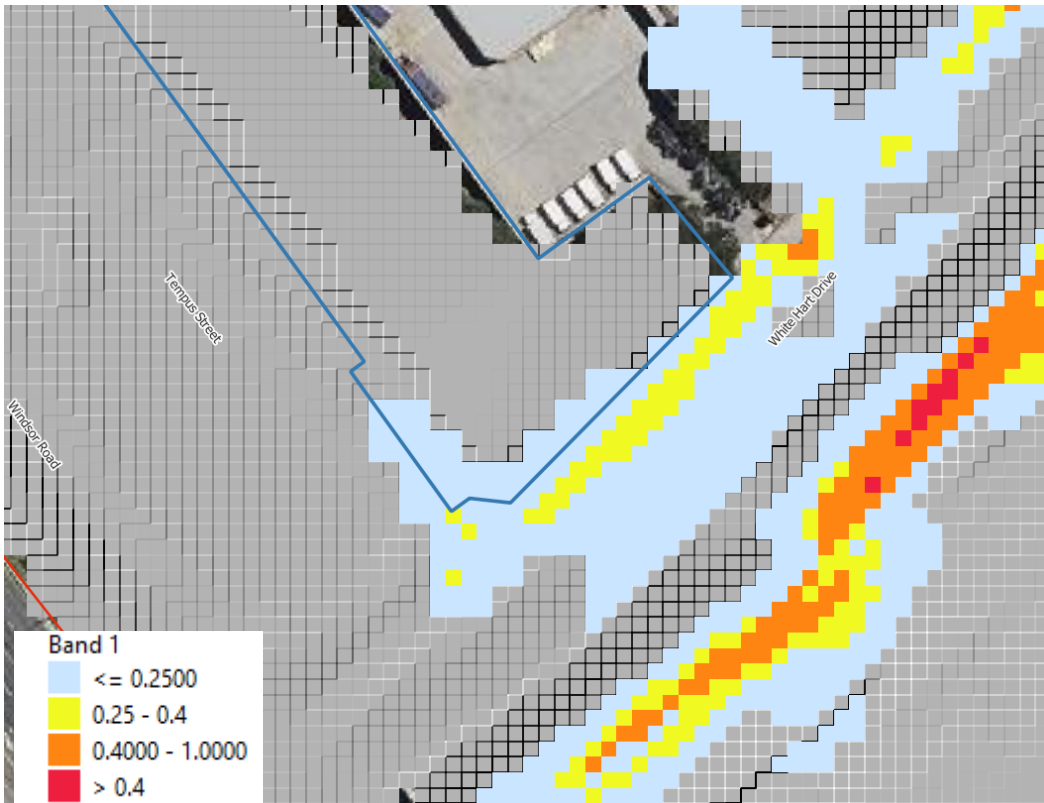 Tempus Street
White Hart Drive
Windsor Road
Band 1
<= 0.2500
0.25 - 0.4
0.4000 - 1.0000
> 0.4